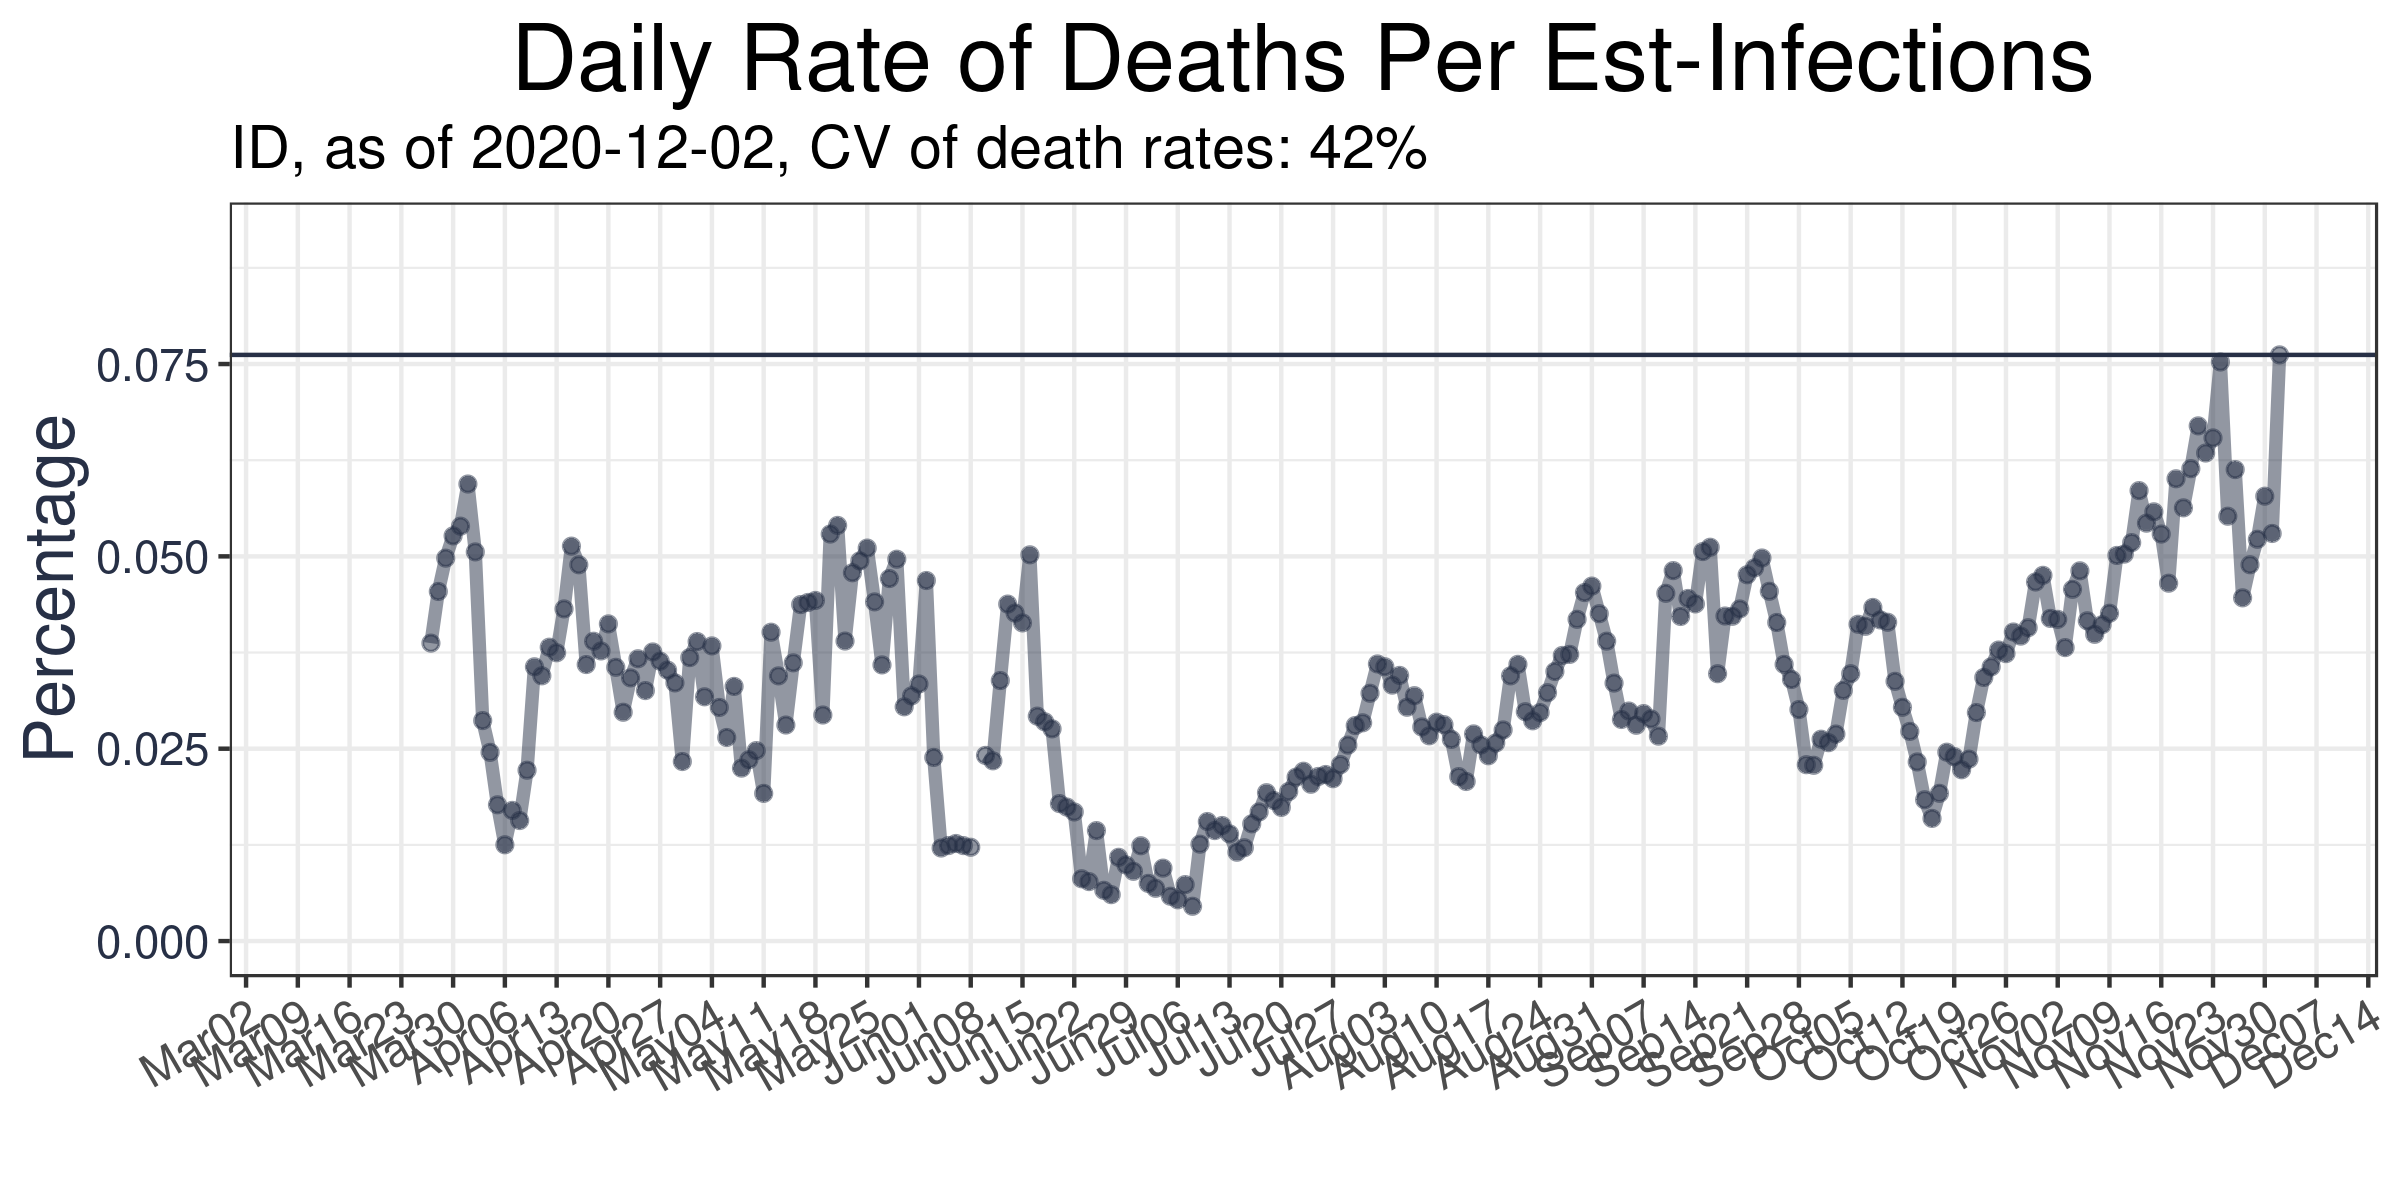 Daily Rate of Deaths Per Est-Infections
ID, as of 2020-12-02, CV of death rates: 42%
Percentage
0.075
0.050
0.025
0.000
Mar02
Mar09
Mar16
Mar23
Mar30
Apr06
Apr13
Apr20
Apr27
May04
May11
May18
May25
Jun01
Jun08
Jun15
Jun22
Jun29
Jul06
Jul13
Jul20
Jul27
Aug03
Aug10
Aug17
Aug24
Aug31
Sep07
Sep14
Sep21
Sep28
Oct05
Oct12
Oct19
Oct26
Nov02
Nov09
Nov16
Nov23
Nov30
Dec07
Dec14